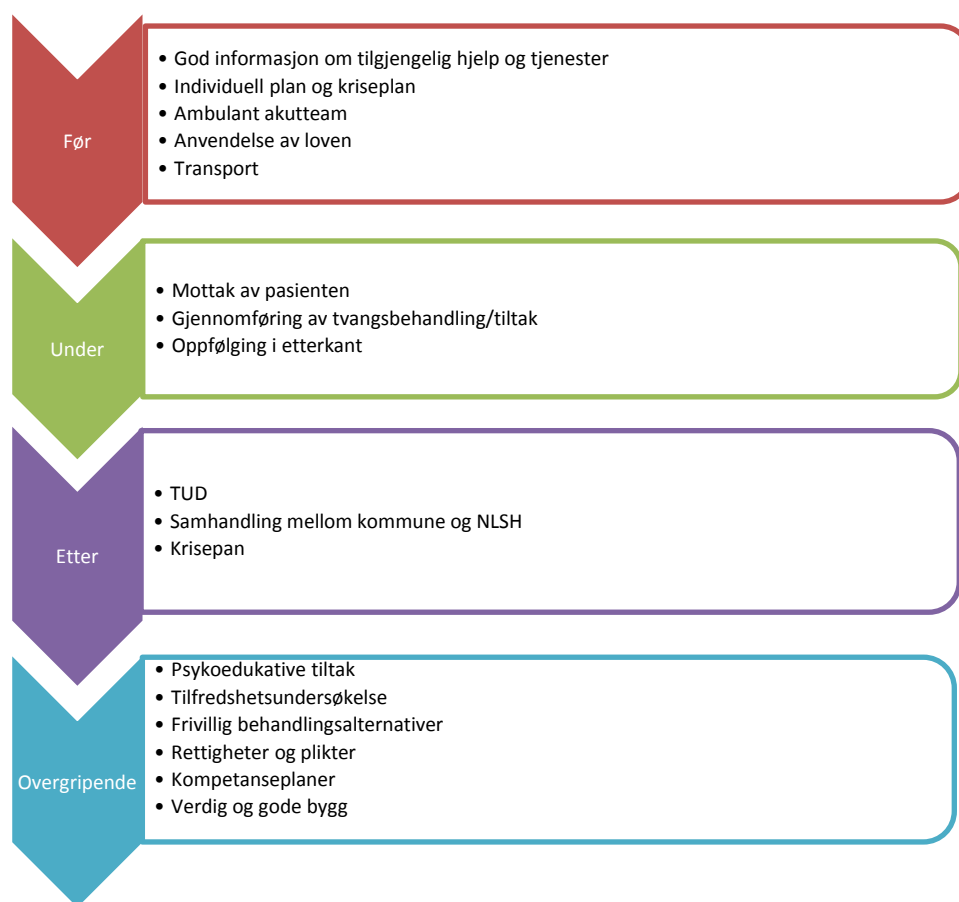 Før
• God informasjon om tilgjengelig hjelp og tjenester
• Individuell plan og kriseplan
• Ambulant akutteam
• Anvendelse av loven
• Transport
Under
• Mottak av pasienten
• Gjennomføring av tvangsbehandling/tiltak
• Oppfølging i etterkant
Etter
• TUD
• Samhandling mellom kommune og NLSH
• Krisepan
Overgripende
• Psykoedukative tiltak
• Tilfredshetsundersøkelse
• Frivillig behandlingsalternativer
• Rettigheter og plikter
• Kompetanseplaner
• Verdig og gode bygg